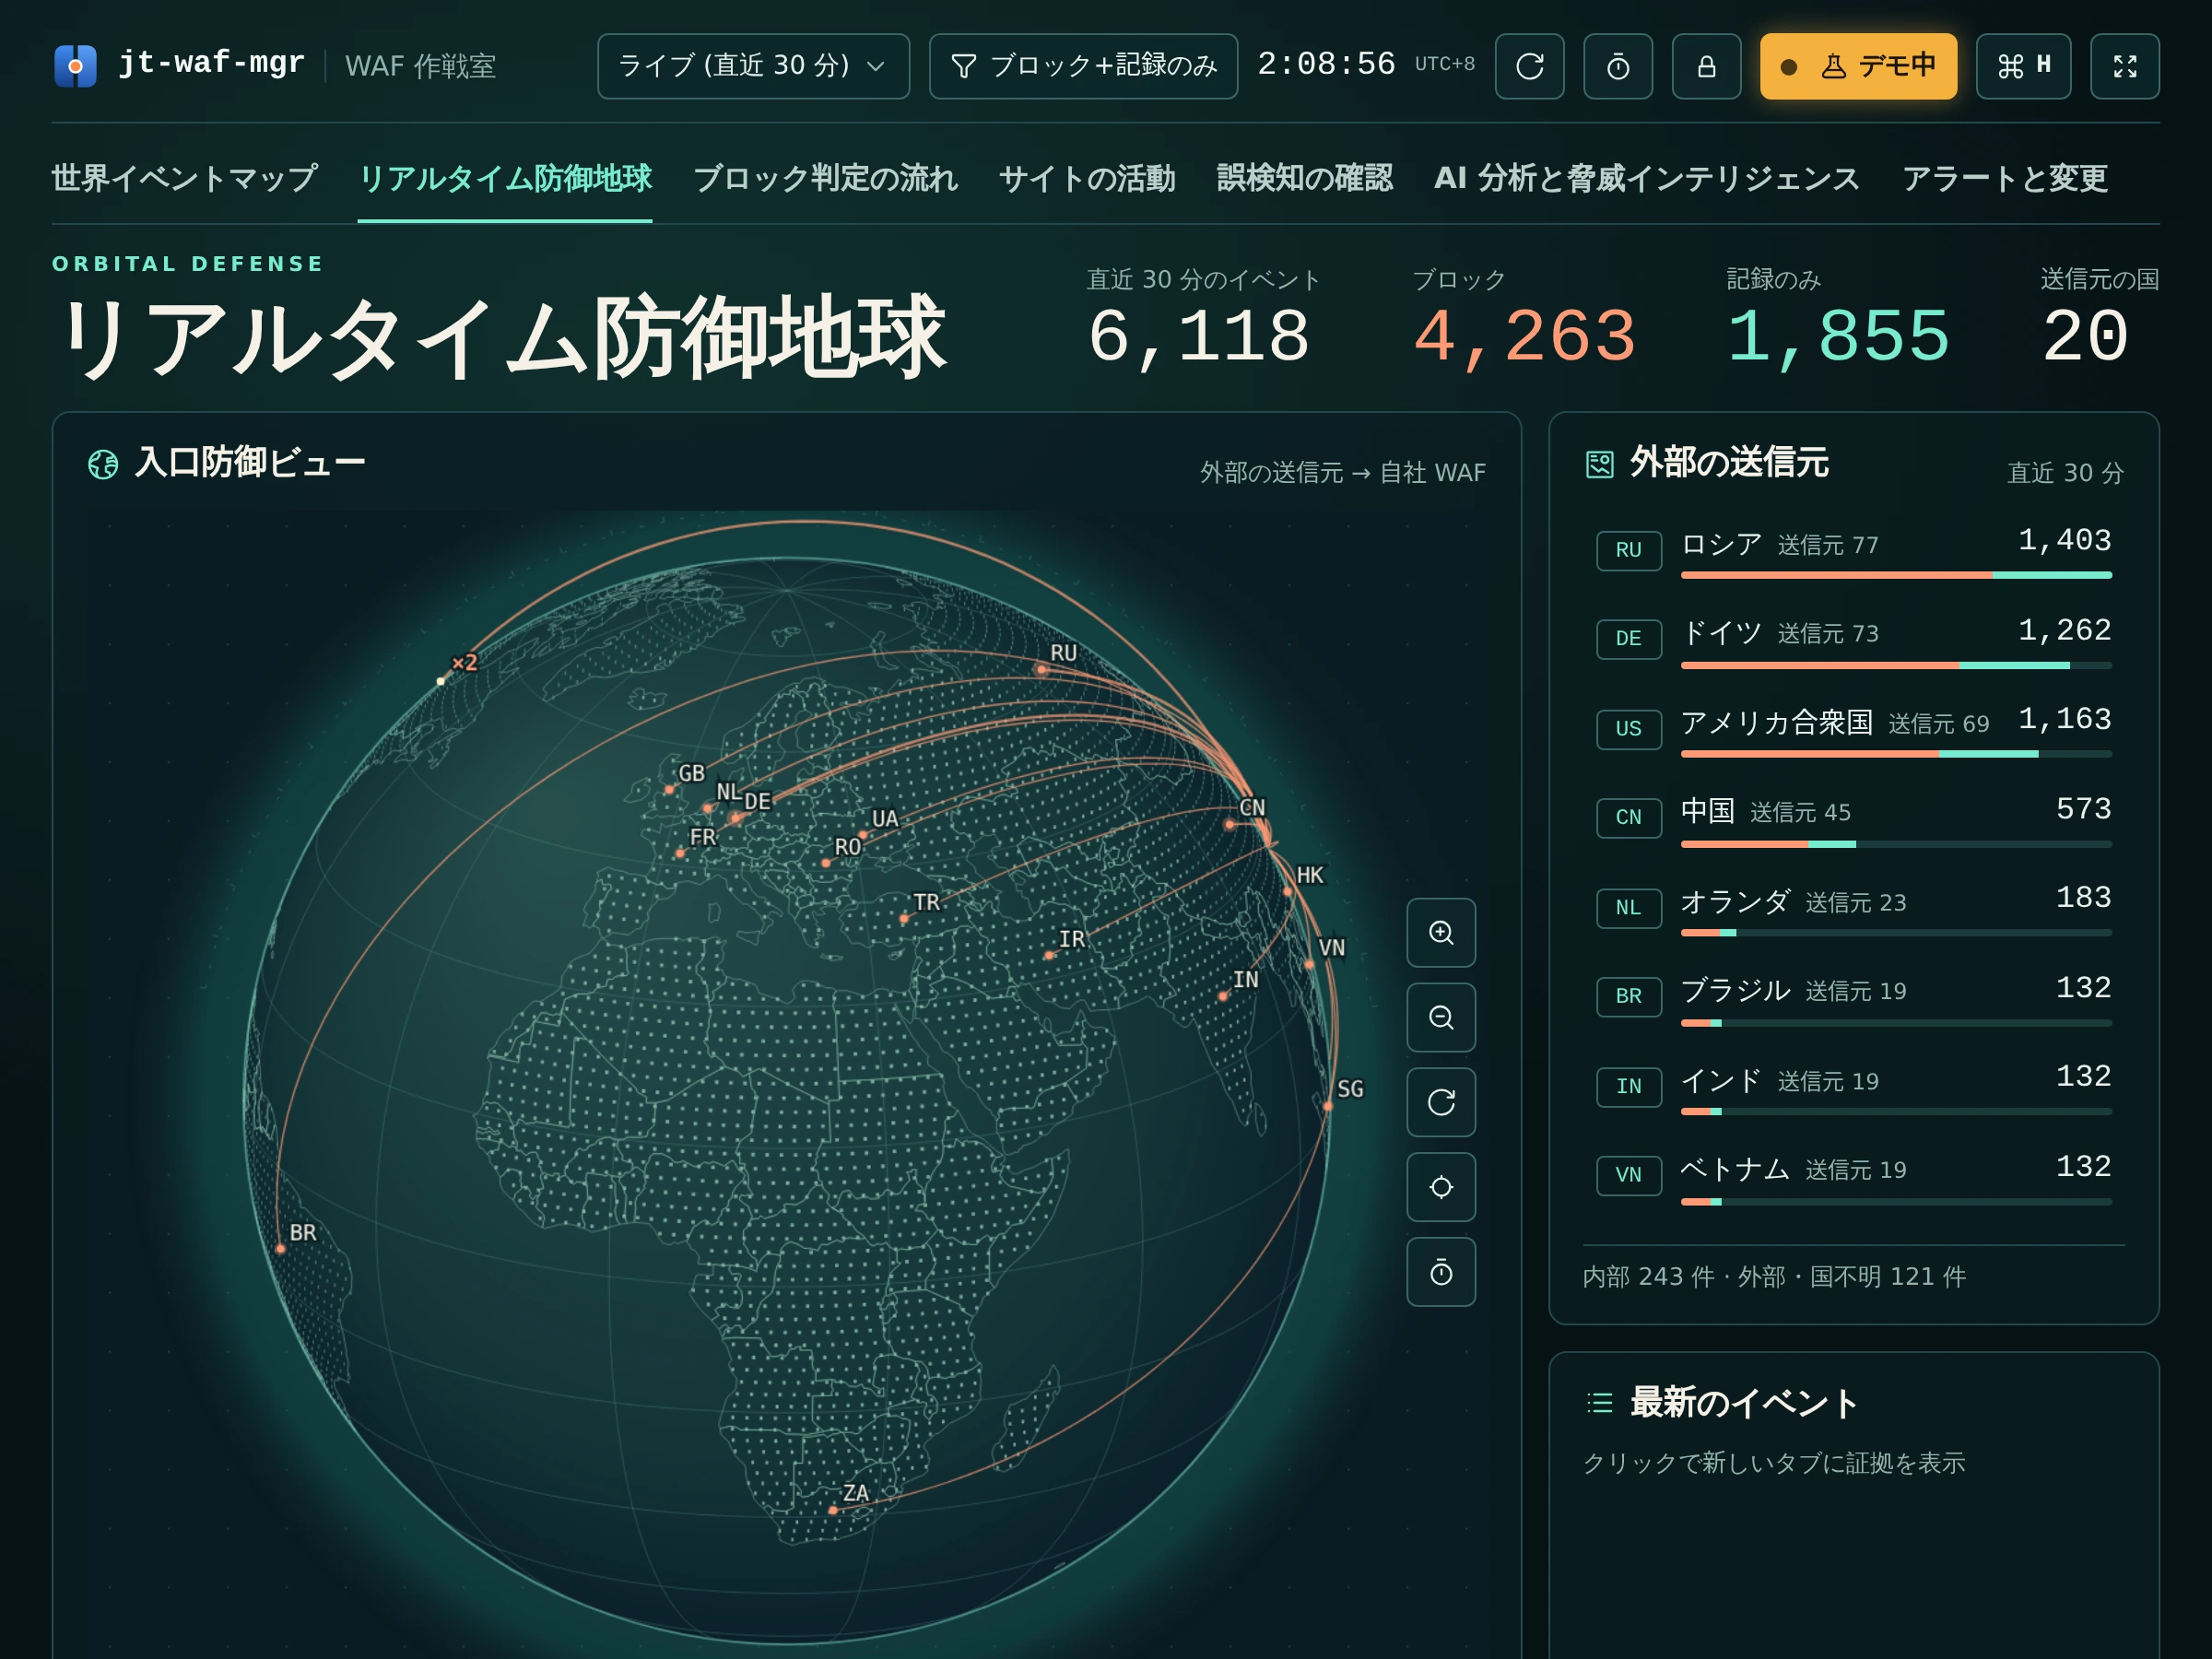 jt-waf-mgr
WAF 作戦室
ライブ (直近 30 分)
ブロック+記録のみ
2:08:56 UTC+8
デモ中
⌘ H
世界イベントマップ
リアルタイム防御地球
ブロック判定の流れ
サイトの活動
誤検知の確認
AI 分析と脅威インテリジェンス
アラートと変更
ORBITAL DEFENSE
リアルタイム防御地球
直近 30 分のイベント
6,118
ブロック
4,263
記録のみ
1,855
送信元の国
20
入口防御ビュー
外部の送信元 → 自社 WAF
×2
RU
GB
NL
DE
FR
UA
RO
CN
TR
HK
IR
VN
IN
SG
BR
ZA
外部の送信元
直近 30 分
RU ロシア 送信元 77 1,403
DE ドイツ 送信元 73 1,262
US アメリカ合衆国 送信元 69 1,163
CN 中国 送信元 45 573
NL オランダ 送信元 23 183
BR ブラジル 送信元 19 132
IN インド 送信元 19 132
VN ベトナム 送信元 19 132
内部 243 件 · 外部・国不明 121 件
最新のイベント
クリックで新しいタブに証拠を表示